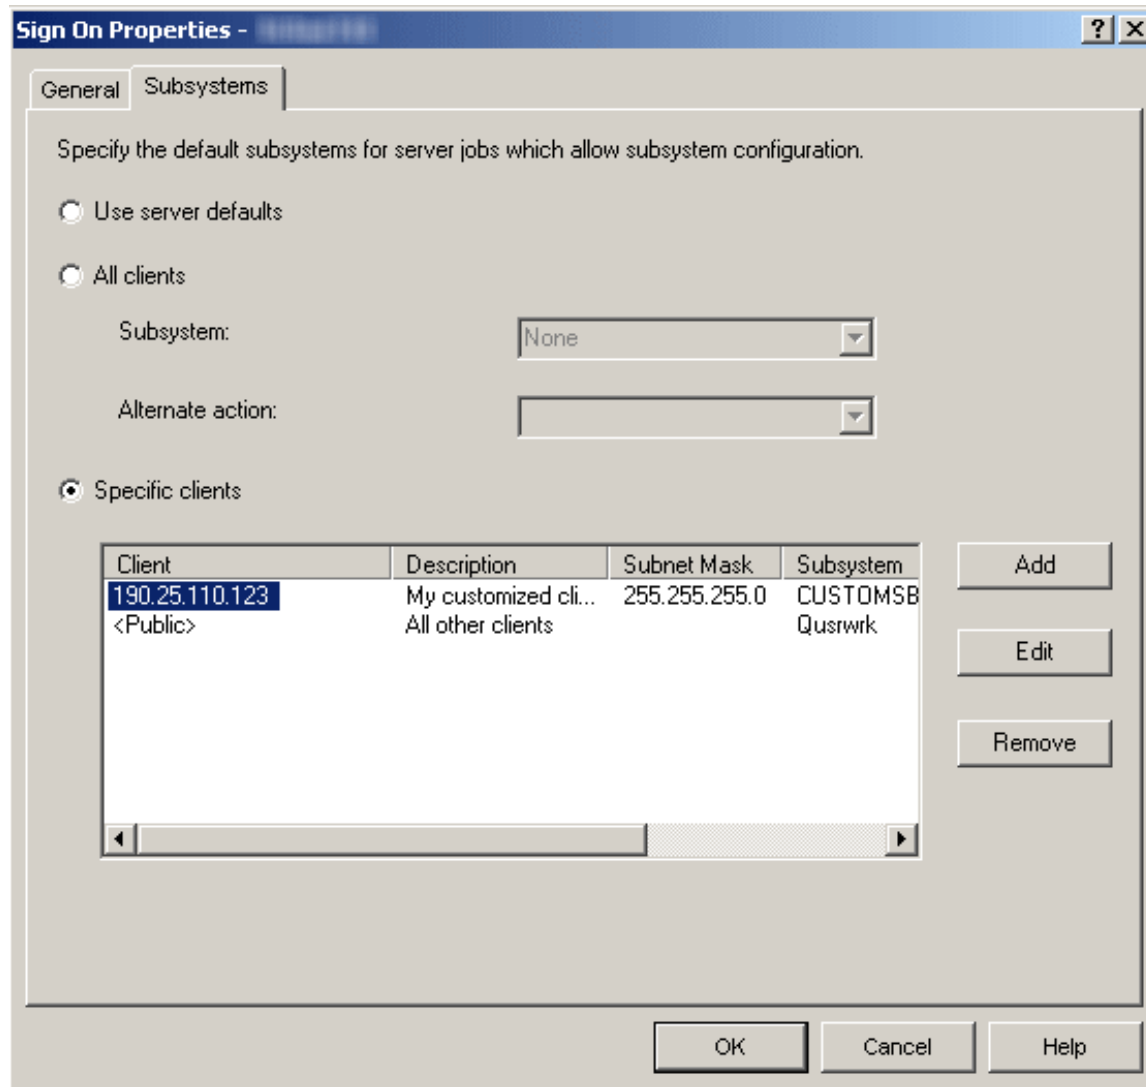 Sign On Properties -
General Subsystems
Specify the default subsystems for server jobs which allow subsystem configuration.
Use server defaults
All clients
Subsystem: None
Alternate action:
Specific clients
Client Description Subnet Mask Subsystem
190.25.110.123 My customized cli... 255.255.255.0 CUSTOMSB
<Public> All other clients Qusrwrk
Add
Edit
Remove
OK Cancel Help